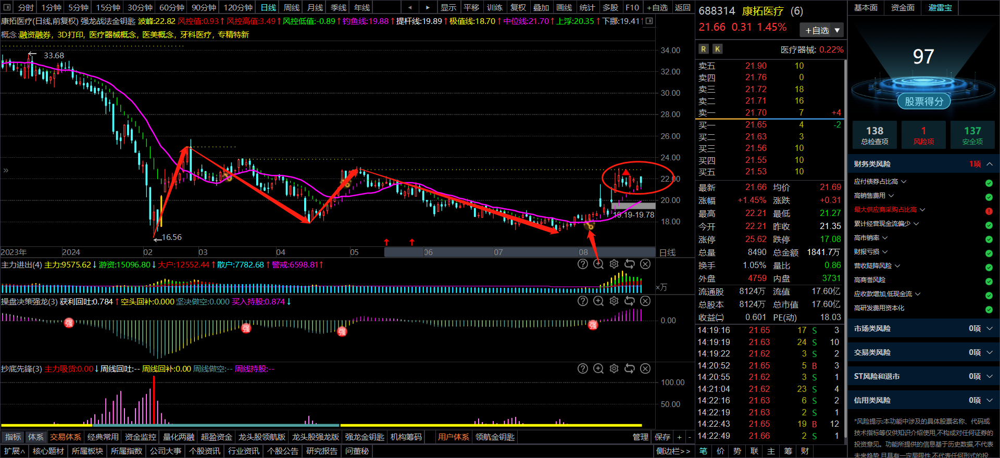 分时 1分钟 5分钟 15分钟 30分钟 60分钟 90分钟 120分钟 日线 周线 月线 季线 年线 ◂ ▸ 显示 平移 训练 复权 叠加 画线 统计 多股 F10 +自选 返回
康拓医疗(日线,前复权) 强龙战法金钥匙 波峰:22.82 风控值:0.93↑ 风控高值:3.49↑ 风控低值:-0.89↑ 钓鱼线:19.88↑ 提杆线:19.89↑ 极值线:18.70↑ 中位线:21.70↑ 上浮:20.35↑ 下挪:19.41↑
概念:融资融券，3D打印，医疗器械概念，医美概念，牙科医疗，专精特新
33.68
34.00
32.00
30.00
28.00
26.00
24.00
22.00
20.00
18.00
»
19.19-19.78
16.56
2023年 2024 02 03 04 05 06 07 08 日线
主力进出(4) 主力:9575.62↓ 游资:15096.80↓ 大户:12552.44↑ 散户:7782.68↑ 警戒:6598.81↑
×万
操盘决策强龙(3) 获利回吐:0.784↑ 空头回补:0.000 坚决做空:0.000 买入持股:0.874↓
0.00
强 强 强 强
抄底先锋(3) 主力吸货:0.00↓ 周线回吐:-- 周线回补:0.00 周线做空:-- 周线持股:--
100.00
50.00
指标 体系 交易体系 经典常用 资金监控 量化两融 超盈资金 龙头股领航版 龙头股强龙版 强龙金钥匙 机构筹码 用户体系 领航金钥匙 管理 保存 + -
扩展∧ 核心题材 所属板块 所属指数 公司大事 个股资讯 行业资讯 个股公告 研究报告 问董秘 侧边栏>>
688314 康拓医疗 (6)
21.66 0.31 1.45% +自选 ▼
R K 医疗器械: 0.22%
卖五 21.90 10
卖四 21.76 0
卖三 21.72 18
卖二 21.71 16
卖一 21.70 7 +4
买一 21.65 4 -2
买二 21.63 3
买三 21.56 10
买四 21.55 10
买五 21.53 10
最新 21.66 均价 21.69
涨幅 +1.45% 涨跌 +0.31
最高 22.21 最低 21.27
今开 22.21 昨收 21.35
涨停 25.62 跌停 17.08
总量 8490 总金额 1841.7万
换手 1.05% 量比 0.86
外盘 4759 内盘 3731
流通股 8124万 流值 17.60亿
总股本 8124万 总市值 17.60亿
收益㈡ 0.601 PE(动) 18.03
14:19:16 21.65 17 S 3
14:19:19 21.63 24 S 10
14:19:22 21.62 3 S 2
14:20:52 21.65 5 B 3
14:20:55 21.62 3 S 1
14:21:04 21.62 23 S 4
14:22:16 21.63 6 S 2
14:22:19 21.63 2 S 1
14:22:43 21.65 19 B 12
14:22:49 21.66 2 S 1
笔 价 势 联 主 筹 财
基本面 资金面 避雷宝
97
股票得分
138 1 137
总检查项 风险项 安全项
财务类风险 1项
应付债券占比高
高销售费用
最大供应商采购占比高
累计经营现金流偏少
高市销率
财报亏损
营收陡降风险
高商誉风险
应收款增加,低现金流
高研发费用资本化
市场类风险 0项
交易类风险 0项
ST风险和退市 0项
信用类风险 0项
*风险提示:本功能中涉及的具体股票名称、代码或
技术指标等仅供知识介绍使用,不构成对任何证券的
投资意见。功能所提供的信息基于历史数据,不代表
未来趋势,且具有一定局限性,不代表任何形式的投